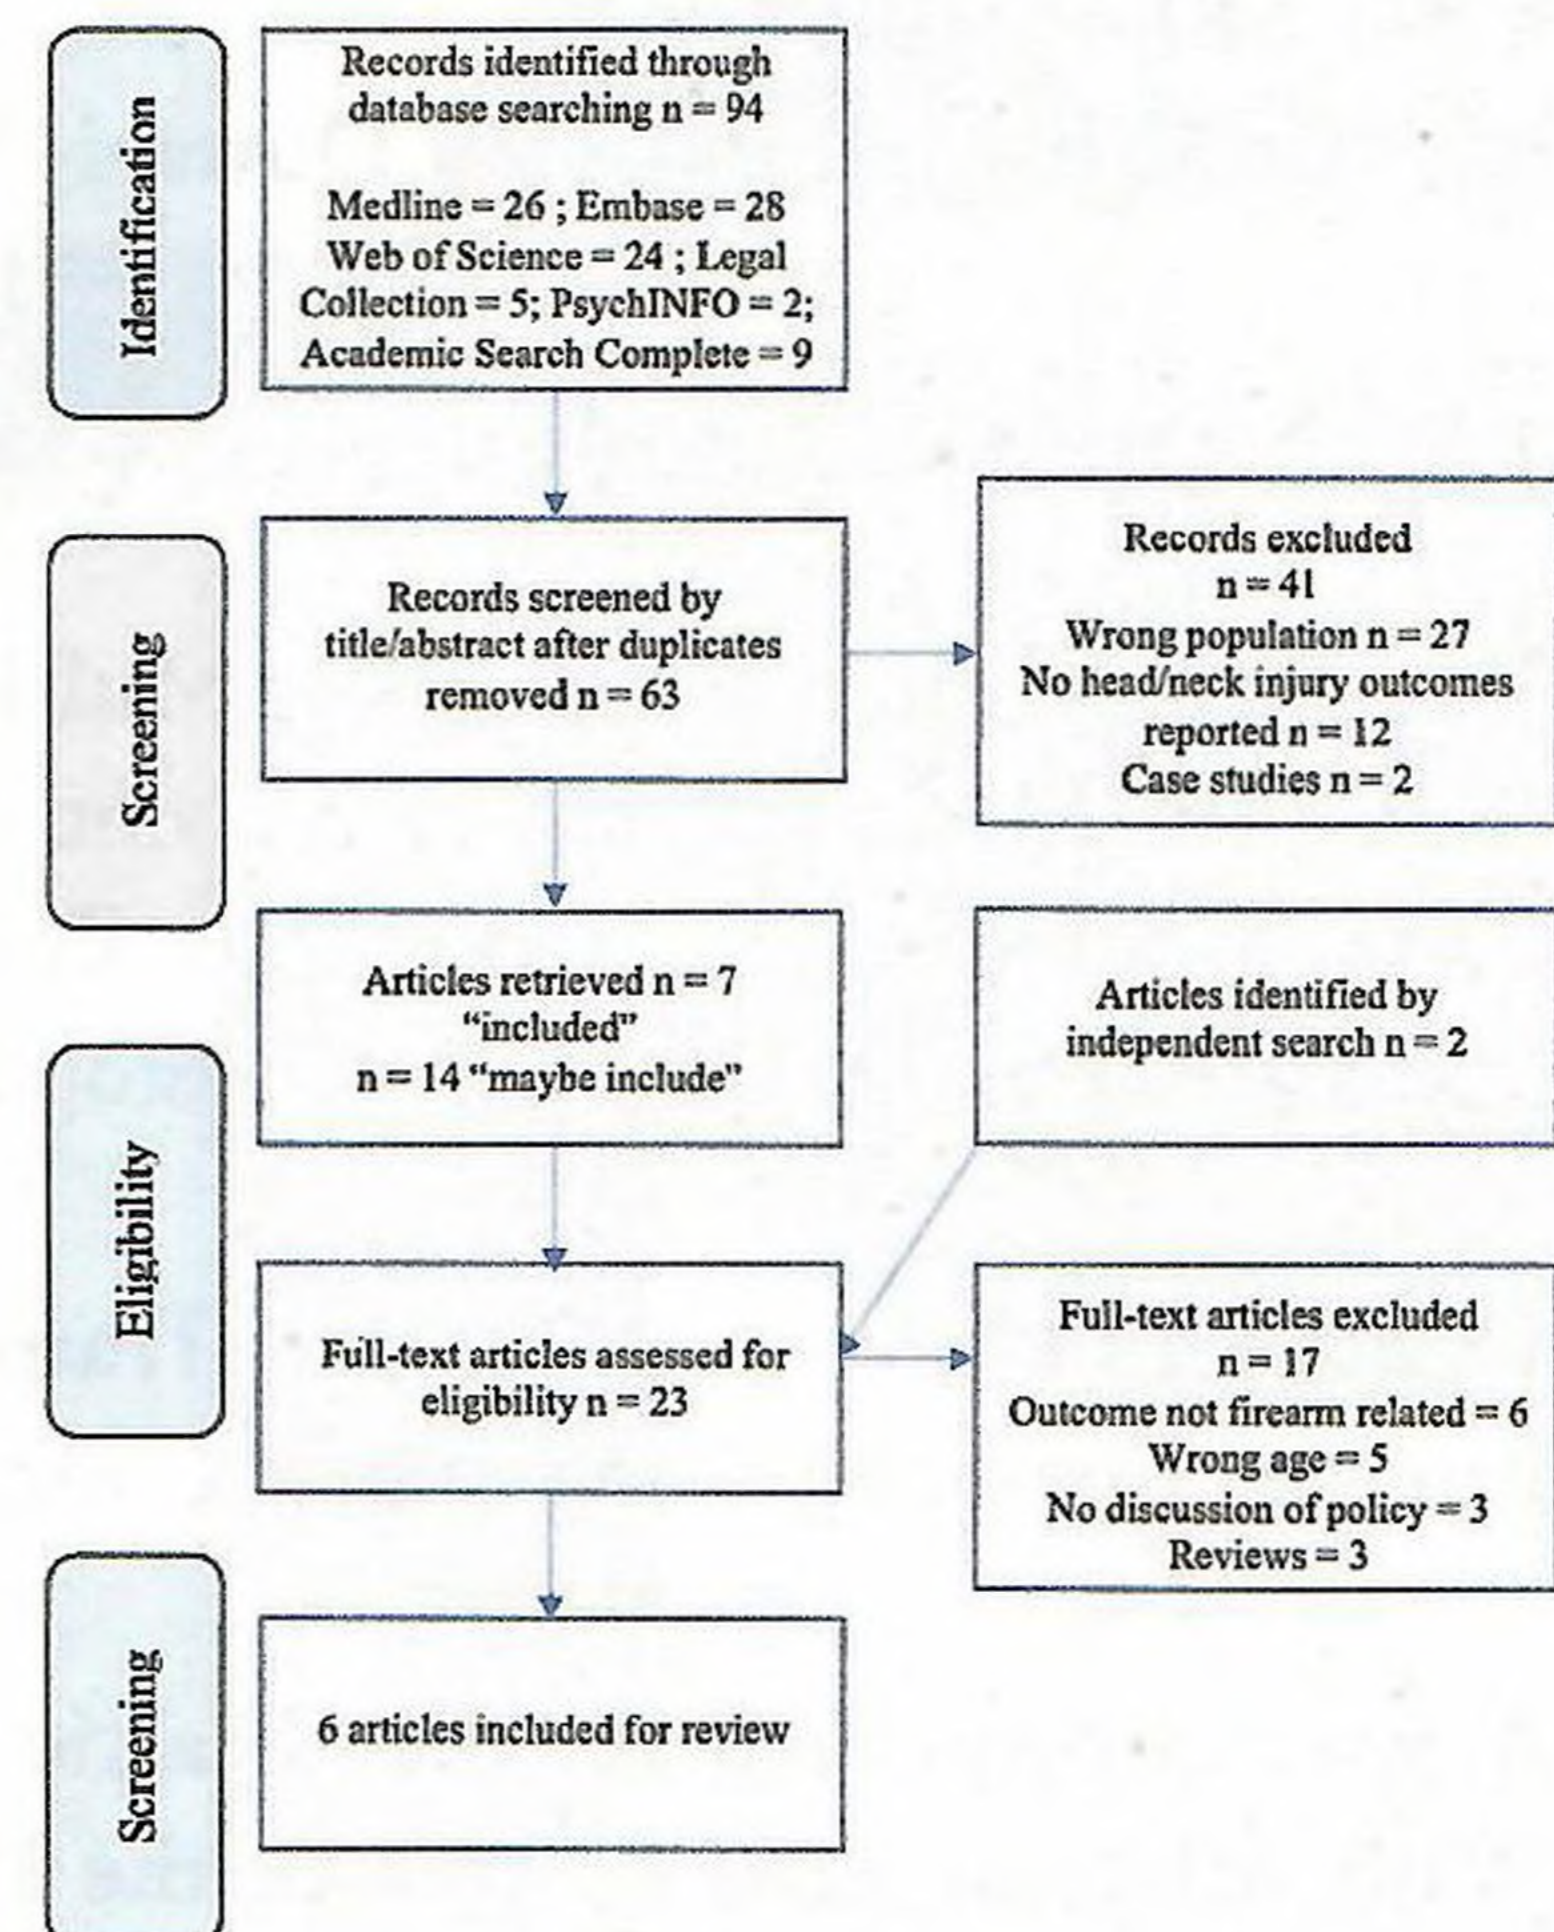 Identification
Records identified through
database searching n = 94
Medline = 26 ; Embase = 28
Web of Science = 24 ; Legal
Collection = 5; PsychINFO = 2;
Academic Search Complete = 9
Screening
Records screened by
title/abstract after duplicates
removed n = 63
Records excluded
n = 41
Wrong population n = 27
No head/neck injury outcomes
reported n = 12
Case studies n = 2
Eligibility
Articles retrieved n = 7
“included”
n = 14 “maybe include”
Articles identified by
independent search n = 2
Full-text articles assessed for
eligibility n = 23
Full-text articles excluded
n = 17
Outcome not firearm related = 6
Wrong age = 5
No discussion of policy = 3
Reviews = 3
Screening
6 articles included for review